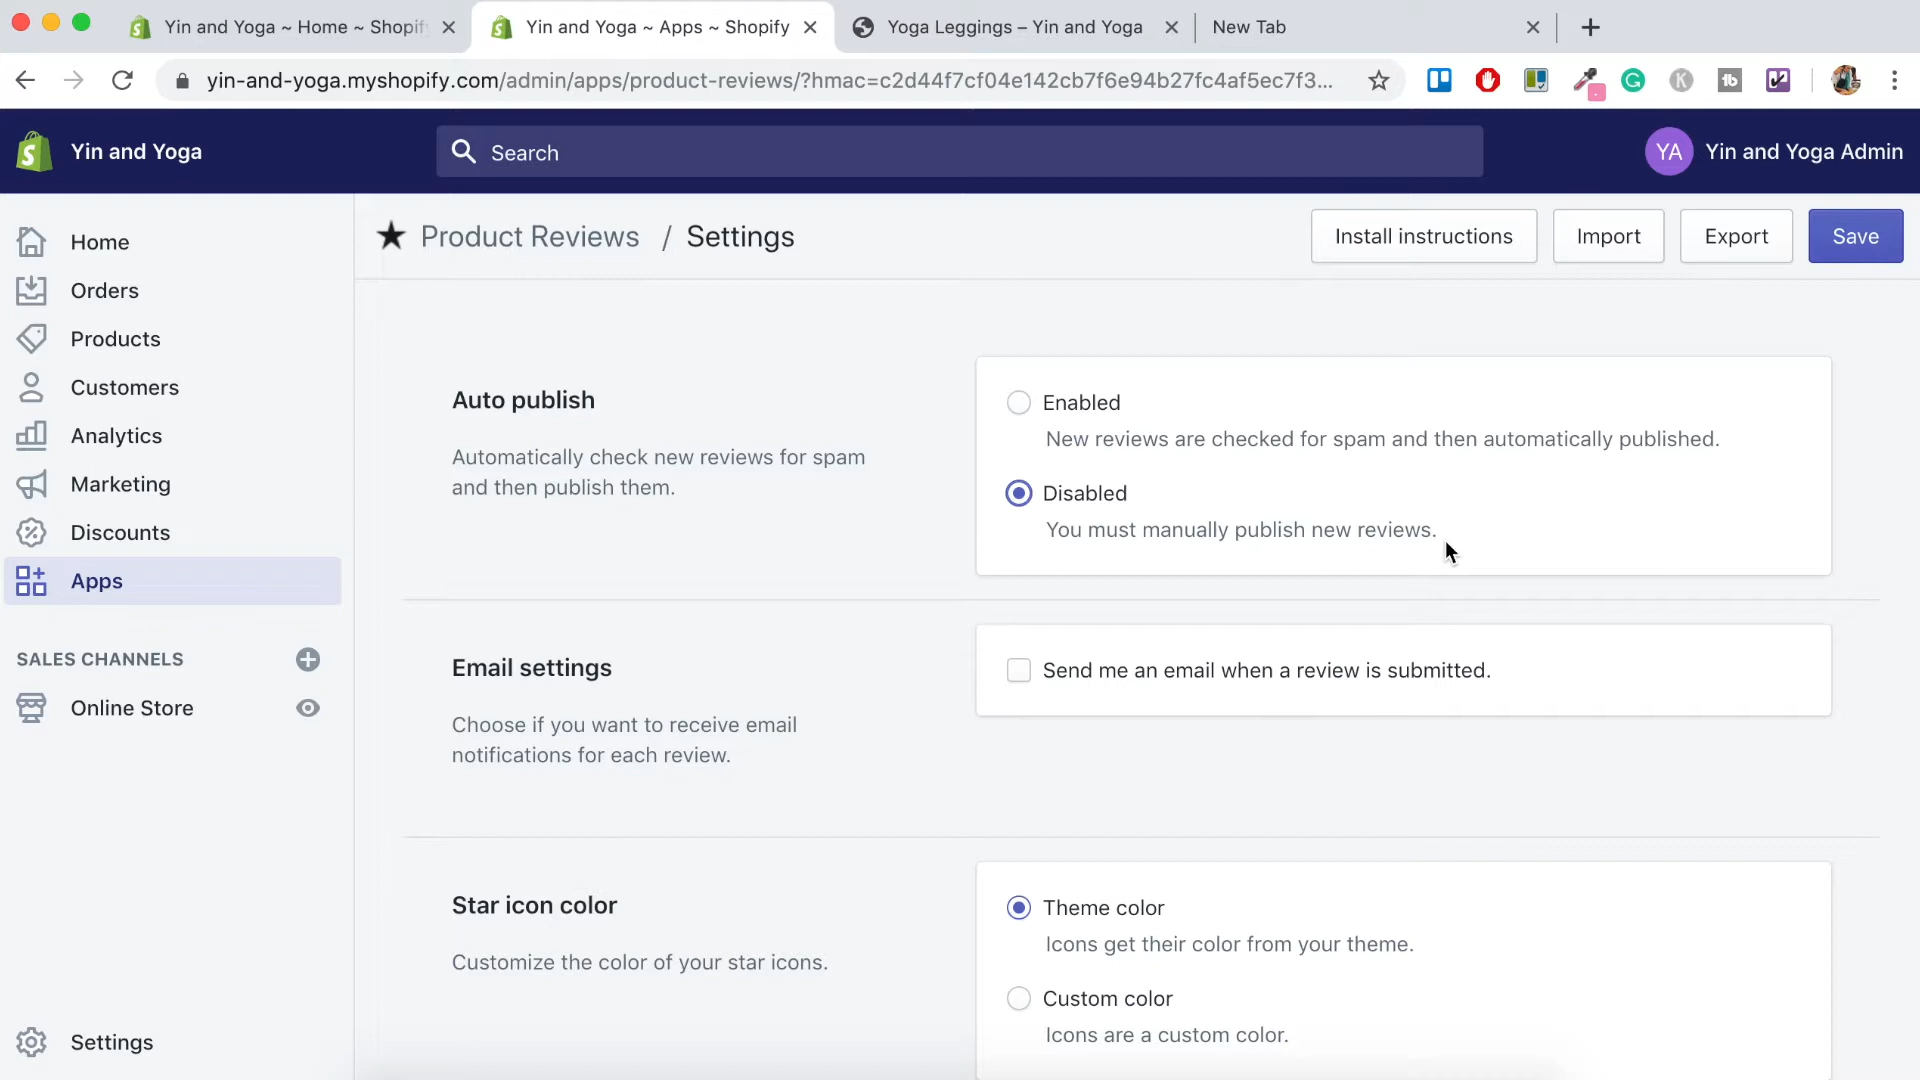 Yin and Yoga ~ Home ~ Shopif
Yin and Yoga ~ Apps ~ Shopify
Yoga Leggings – Yin and Yoga
New Tab
yin-and-yoga.myshopify.com/admin/apps/product-reviews/?hmac=c2d44f7cf04e142cb7f6e94b27fc4af5ec7f3...
Yin and Yoga
Search
YA
Yin and Yoga Admin
Home
Orders
Products
Customers
Analytics
Marketing
Discounts
Apps
SALES CHANNELS
Online Store
Settings
Product Reviews / Settings
Install instructions
Import
Export
Save
Auto publish
Automatically check new reviews for spam
and then publish them.
Enabled
New reviews are checked for spam and then automatically published.
Disabled
You must manually publish new reviews.
Email settings
Choose if you want to receive email
notifications for each review.
Send me an email when a review is submitted.
Star icon color
Customize the color of your star icons.
Theme color
Icons get their color from your theme.
Custom color
Icons are a custom color.